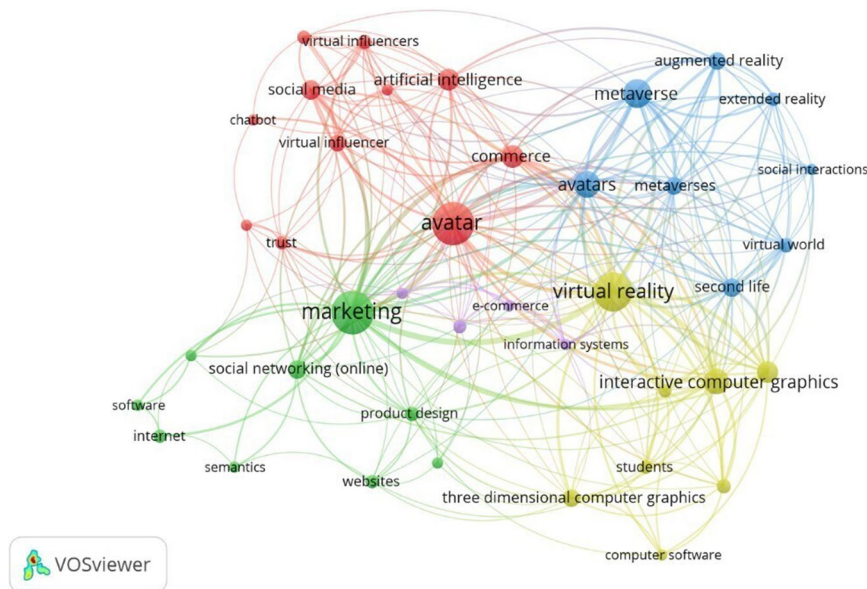 virtual influencers
augmented reality
artificial intelligence
social media
metaverse
extended reality
chatbot
virtual influencer
commerce
social interactions
avatars
metaverses
avatar
trust
virtual world
second life
virtual reality
marketing
e-commerce
information systems
social networking (online)
interactive computer graphics
software
product design
internet
semantics
students
websites
three dimensional computer graphics
computer software
VOSviewer